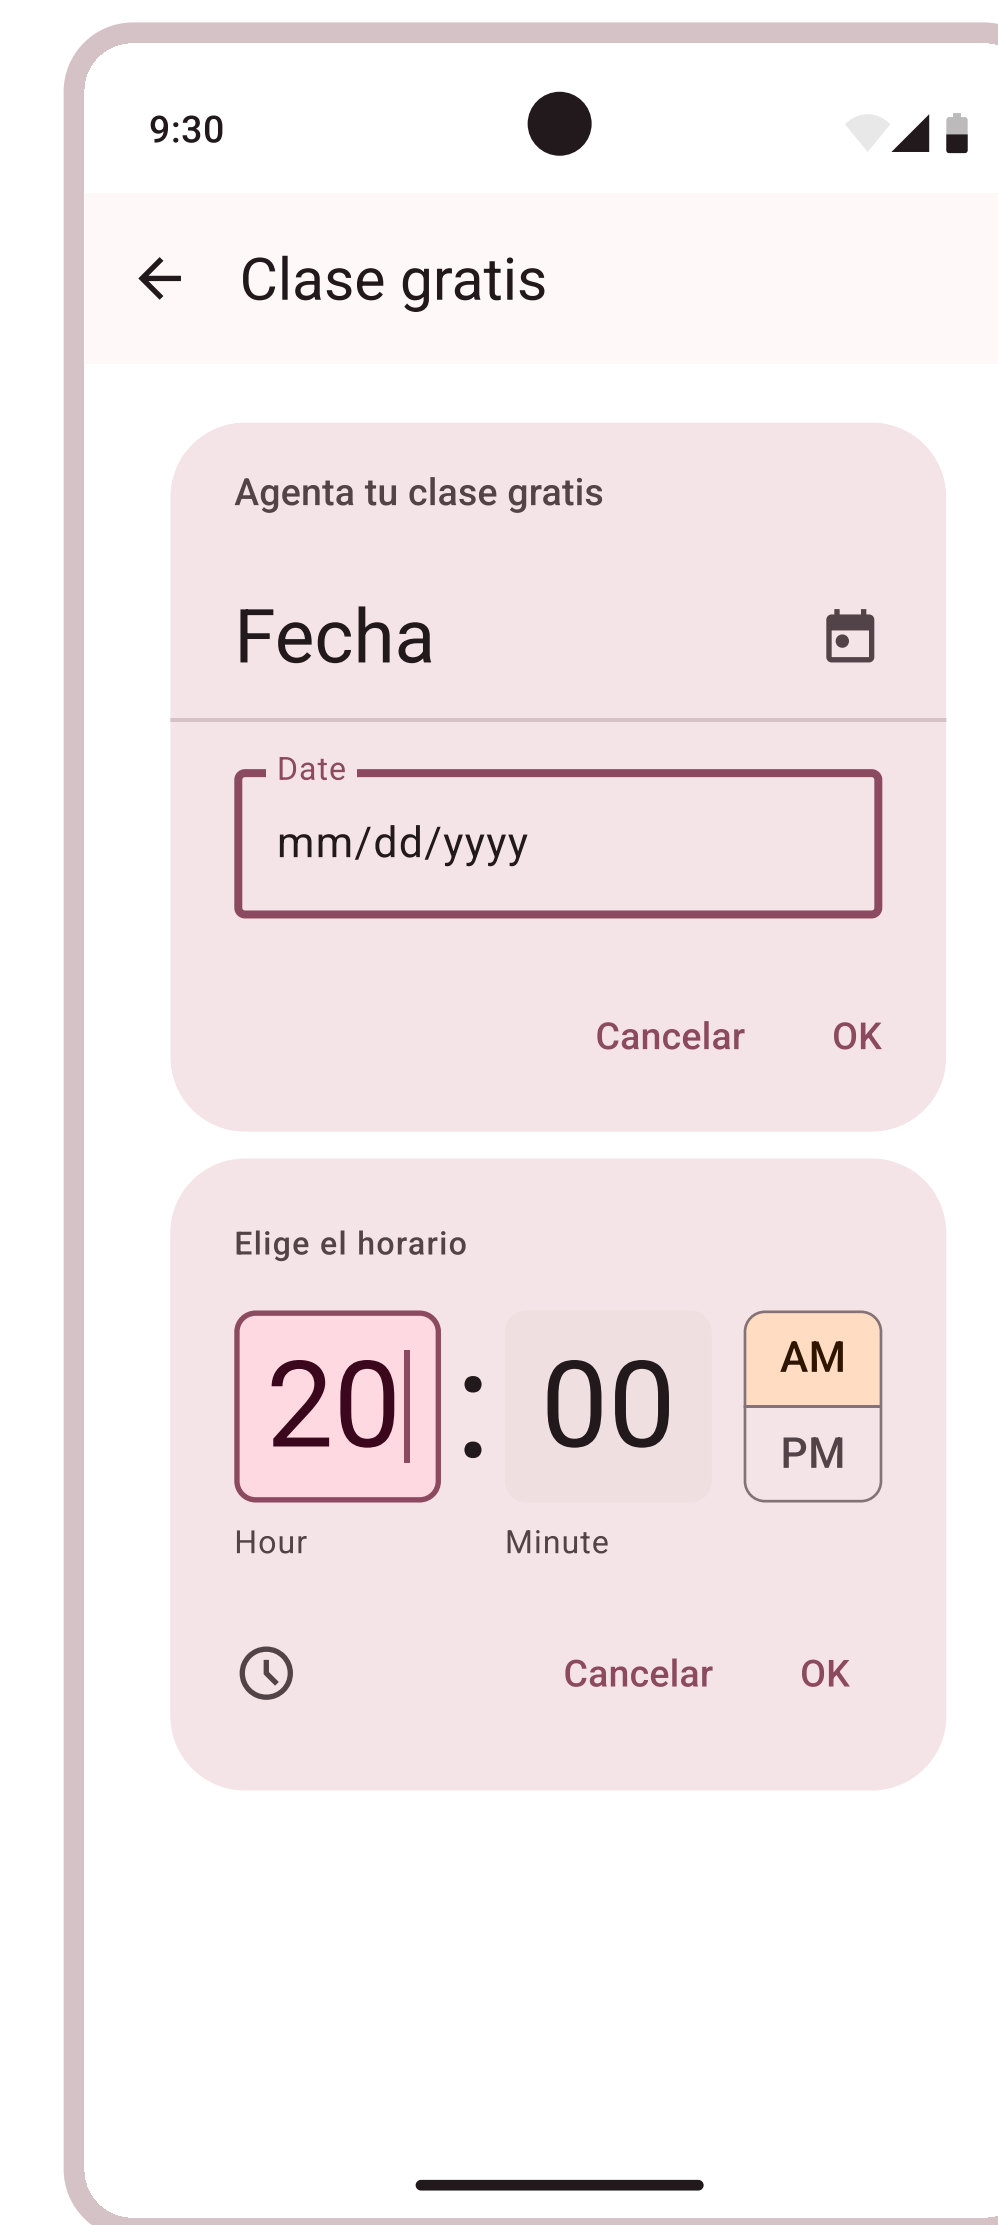 9:30
Clase gratis
Agenta tu clase gratis
Fecha
Date
mm/dd/yyyy
Cancelar OK
Elige el horario
20 : 00 AM
PM
Hour Minute
Cancelar OK